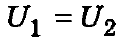 U₁ = U₂